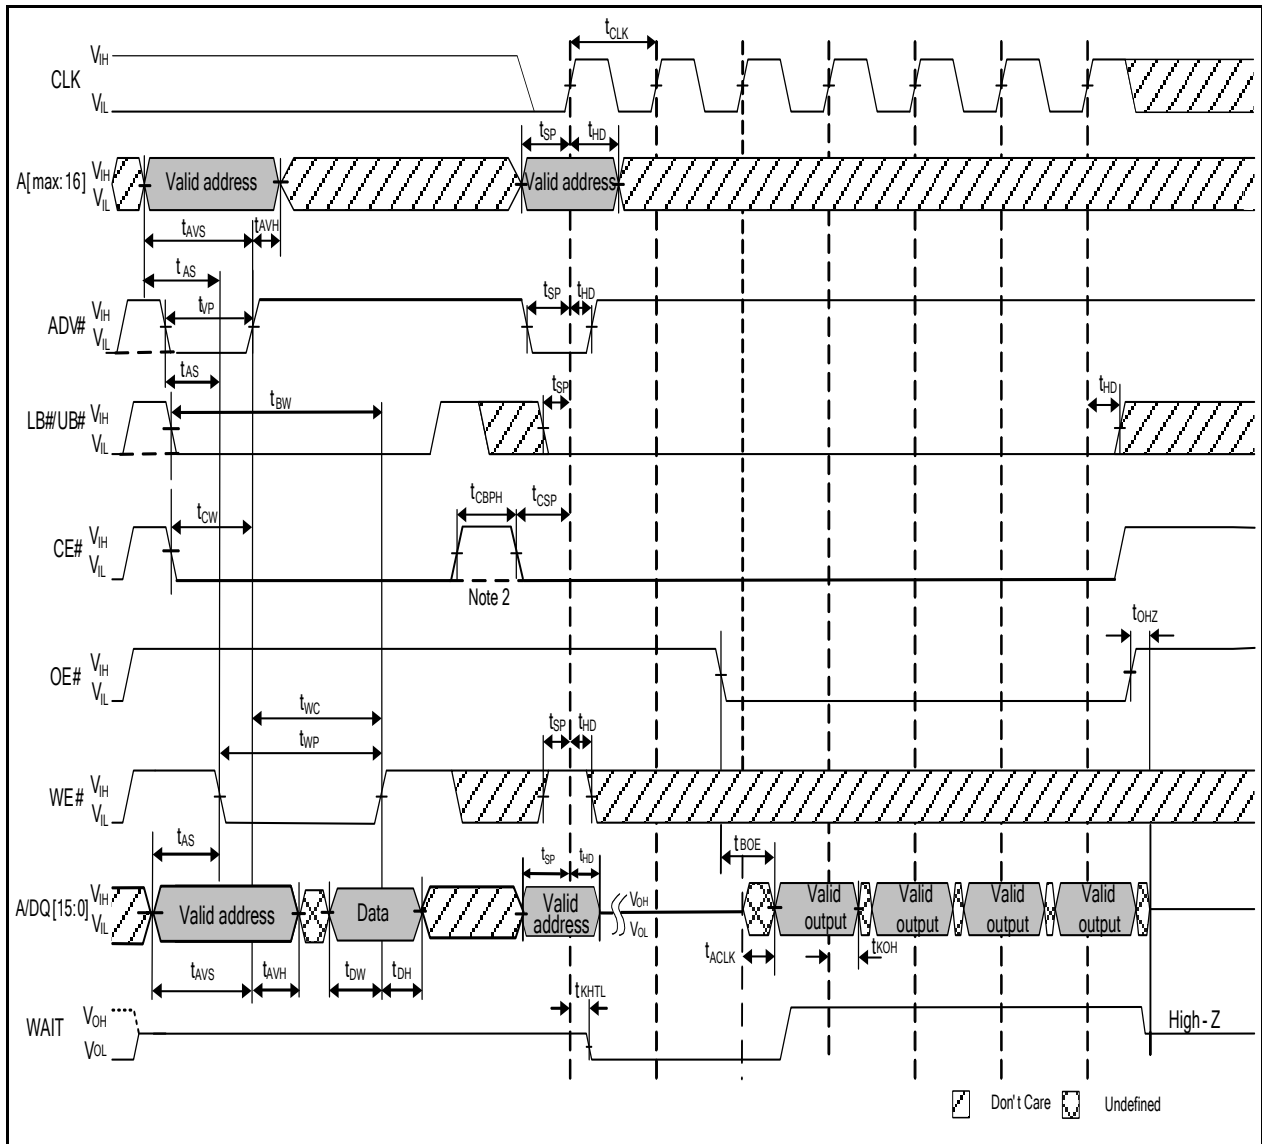 tCLK
VIH
CLK
VIL
tSP tHD
A[max:16] VIH
VIL
Valid address
Valid address
tAVS tAVH
tAS
tSP tHD
ADV# VIH
VIL
tVP
tAS
tBW
tSP
tHD
LB#/UB# VIH
VIL
tCBPH tCSP
tCW
CE# VIH
VIL
Note 2
tOHZ
OE# VIH
VIL
tWC
tSP tHD
tWP
WE# VIH
VIL
tAS
tBOE
tSP tHD
A/DQ[15:0] VIH
VIL
Valid address
Data
Valid
address
VOH
VOL
Valid
output
Valid
output
Valid
output
Valid
output
tACLK
tKOH
tAVS tAVH tDW tDH
tKHTL
WAIT VOH
VOL
High-Z
Don't Care
Undefined